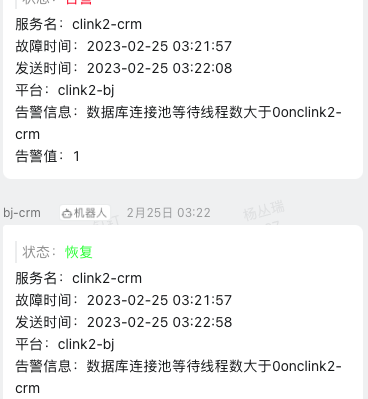 状态：告警
服务名：clink2-crm
故障时间：2023-02-25 03:21:57
发送时间：2023-02-25 03:22:08
平台：clink2-bj
告警信息：数据库连接池等待线程数大于0onclink2-
crm
告警值：1
bj-crm 机器人 2月25日 03:22
杨丛瑞
状态：恢复
服务名：clink2-crm
故障时间：2023-02-25 03:21:57
发送时间：2023-02-25 03:22:58
平台：clink2-bj
告警信息：数据库连接池等待线程数大于0onclink2-
crm